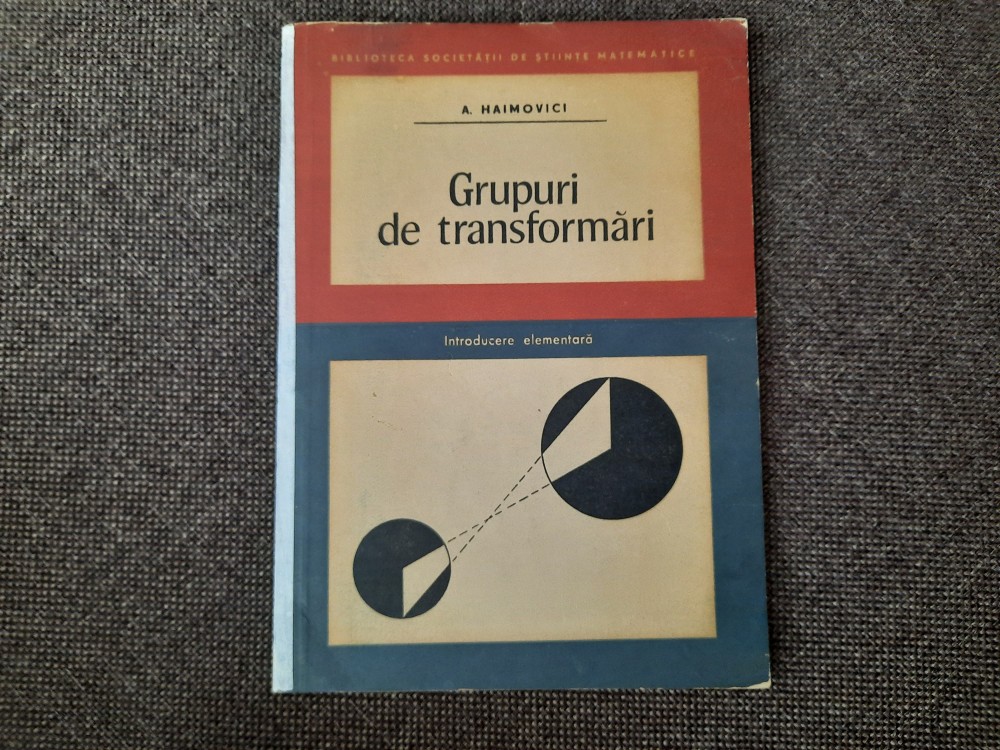 BIBLIOTECA SOCIETĂȚII DE ȘTIINȚE MATEMATICE
A. HAIMOVICI
Grupuri
de transformări
Introducere elementară